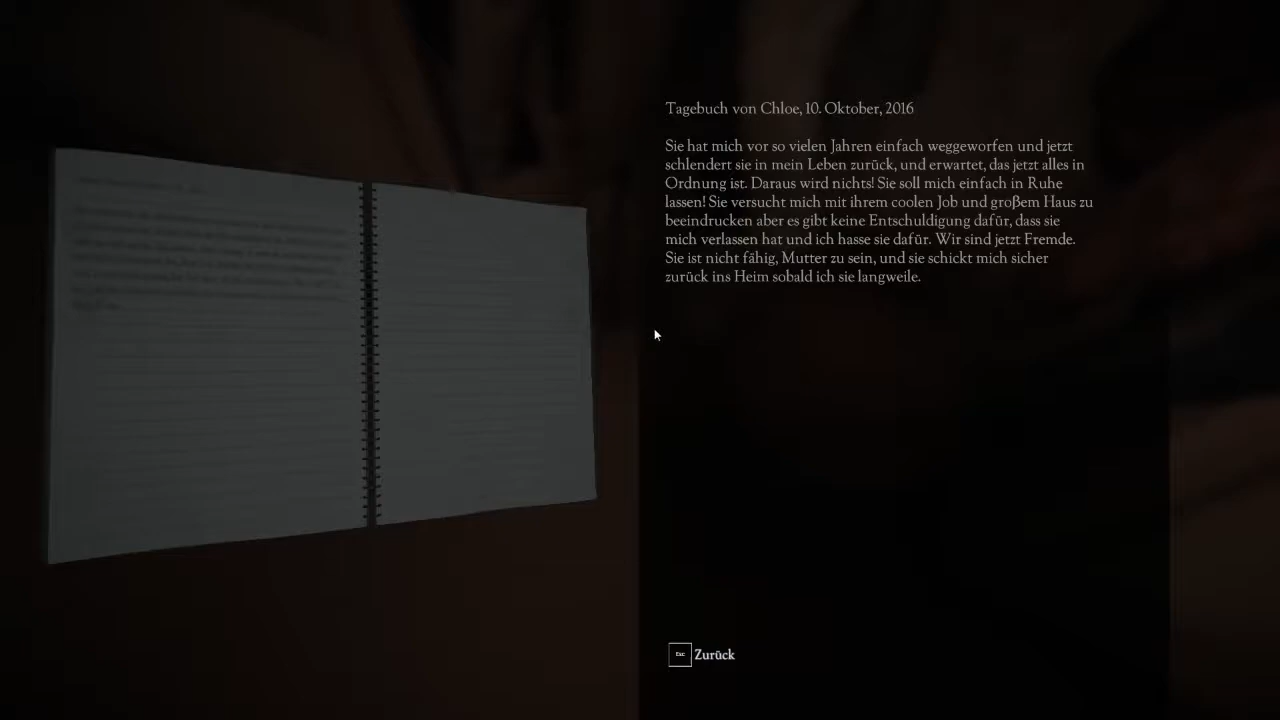 Tagebuch von Chloe, 10. Oktober, 2016
Sie hat mich vor so vielen Jahren einfach weggeworfen und jetzt
schlendert sie in mein Leben zurück, und erwartet, das jetzt alles in
Ordnung ist. Daraus wird nichts! Sie soll mich einfach in Ruhe
lassen! Sie versucht mich mit ihrem coolen Job und großem Haus zu
beeindrucken aber es gibt keine Entschuldigung dafür, dass sie
mich verlassen hat und ich hasse sie dafür. Wir sind jetzt Fremde.
Sie ist nicht fähig, Mutter zu sein, und sie schickt mich sicher
zurück ins Heim sobald ich sie langweile.
Esc Zurück